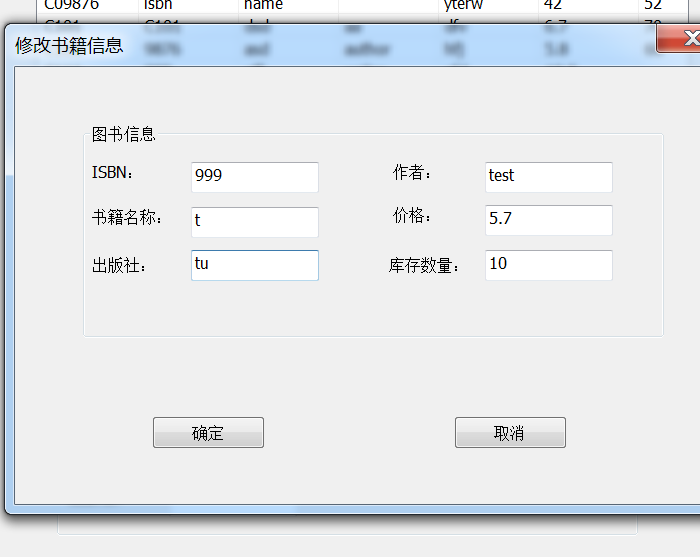 C09876 isbn name yterw 42 52
修改书籍信息
图书信息
ISBN： 999 作者： test
书籍名称： t 价格： 5.7
出版社： tu 库存数量： 10
确定 取消